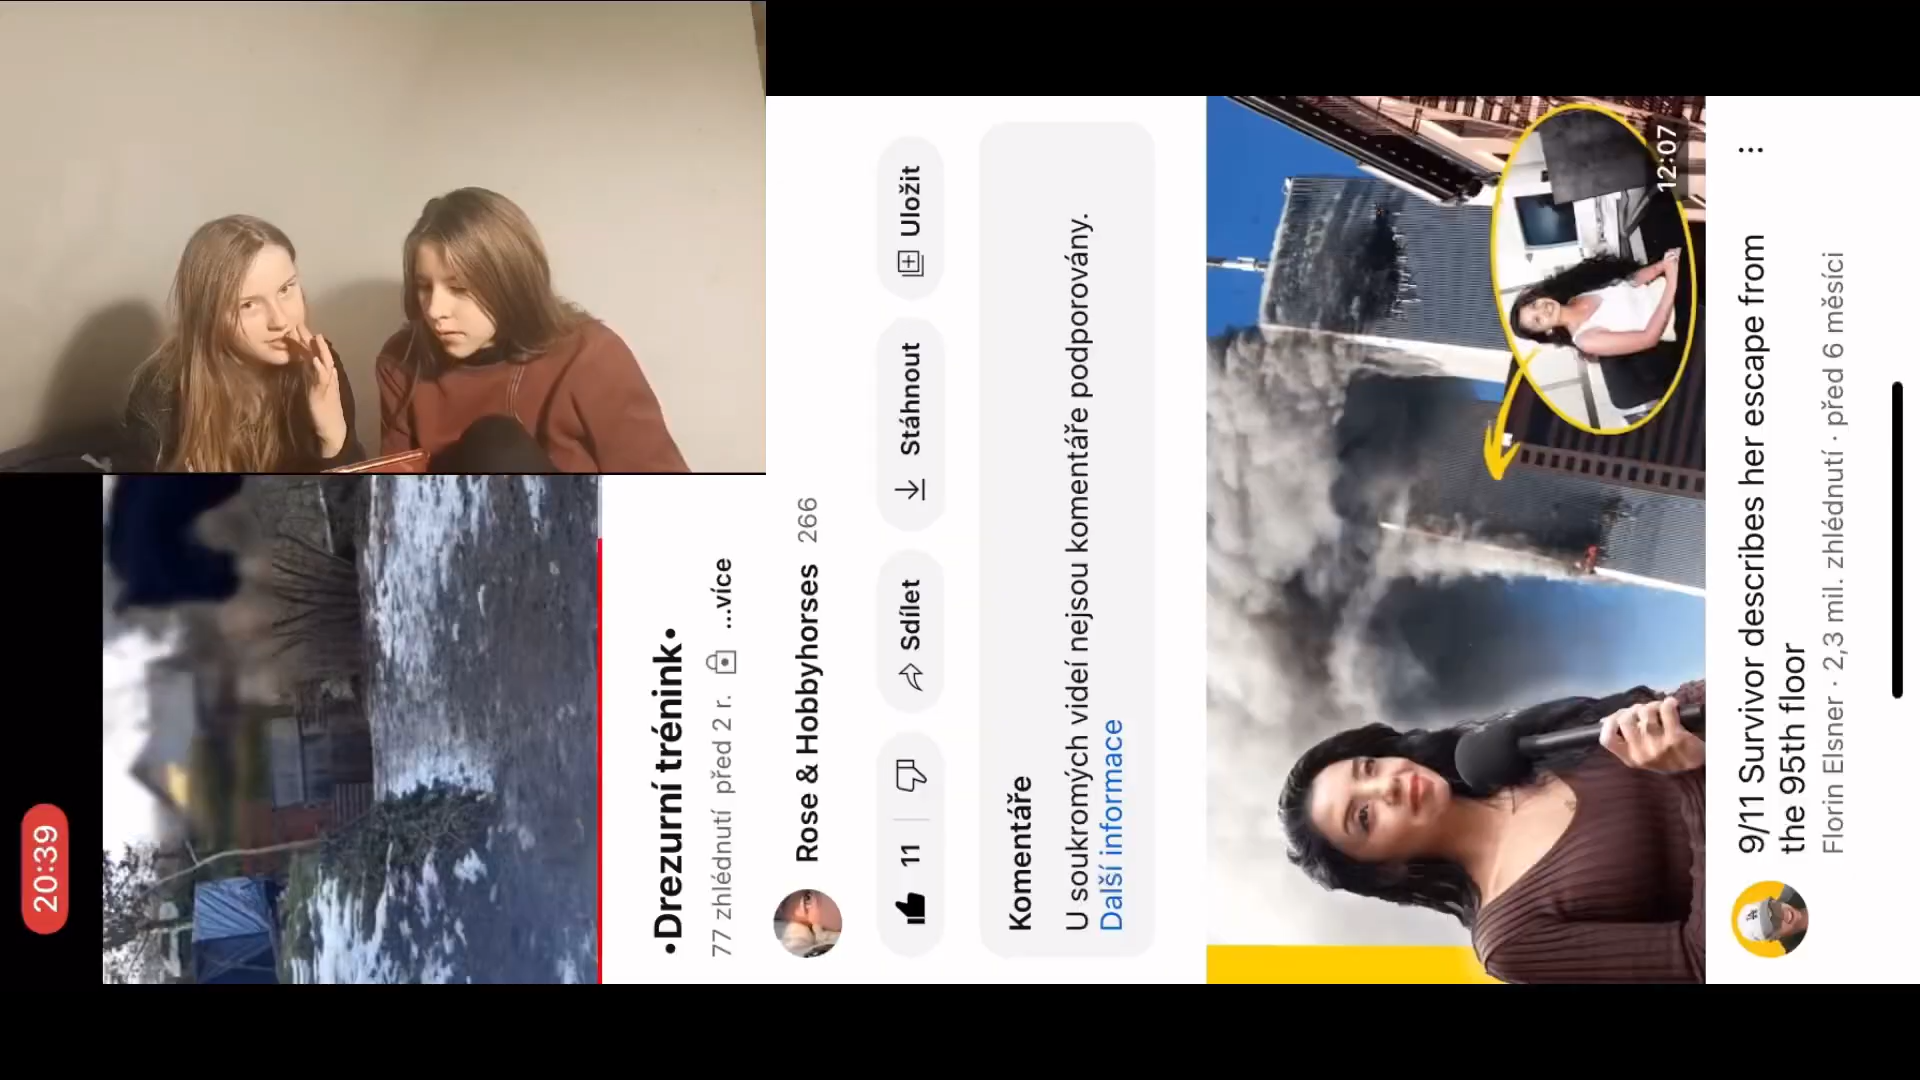 20:39
•Drezurní trénink•
77 zhlédnutí před 2 r. ...více
Rose & Hobbyhorses 266
11
Sdílet
Stáhnout
Uložit
Komentáře
U soukromých videí nejsou komentáře podporovány.
Další informace
12:07
9/11 Survivor describes her escape from
the 95th floor
Florin Elsner · 2,3 mil. zhlédnutí · před 6 měsíci